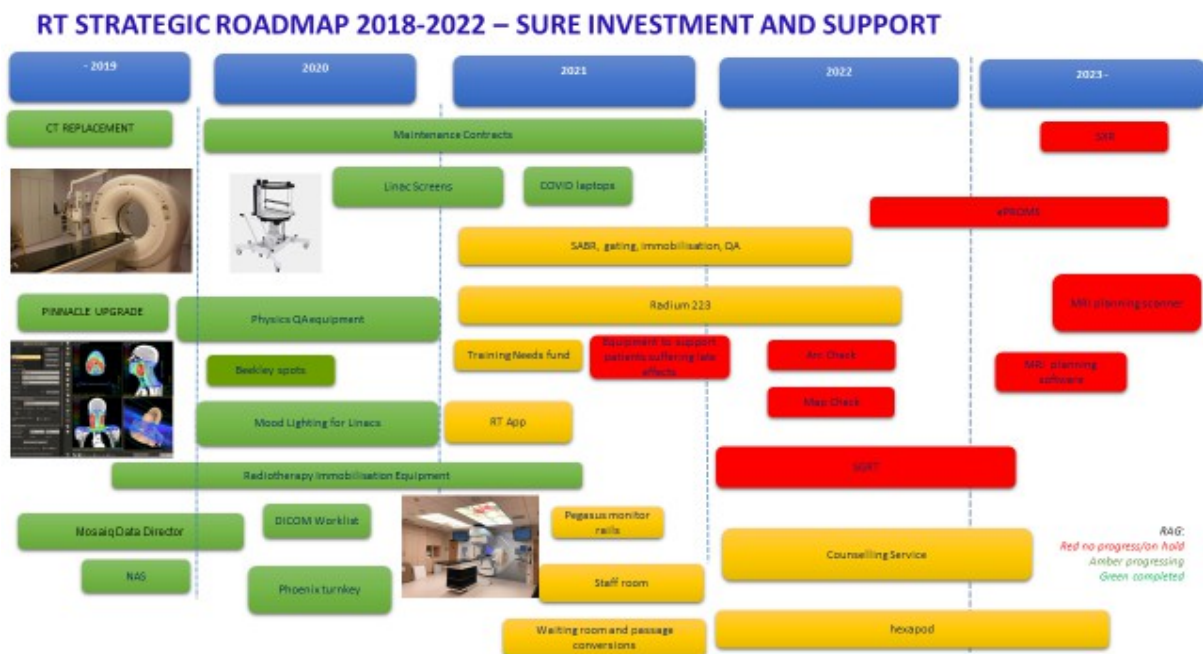 RT STRATEGIC ROADMAP 2018-2022 – SURE INVESTMENT AND SUPPORT
- 2019
2020
2021
2022
2023-
CT REPLACEMENT
Maintenance Contracts
SXR
Linac Screens
COVID laptops
ePROMS
SABR, gating, immobilisation, QA
PINNACLE UPGRADE
Physics QA equipment
Radium 223
MRI planning scanner
Training Needs fund
Equipment to support
patients suffering late
effects
Arc Check
MRI planning
software
Beekley spots
Map Check
Mood Lighting for Linacs
RT App
Radiotherapy Immobilisation Equipment
SGRT
Mosaiq Data Director
DICOM Worklist
Pegasus monitor
rails
Counselling Service
RAG:
Red no progress/on hold
Amber progressing
Green completed
NAS
Phoenix turnkey
Staff room
Waiting room and passage
conversions
hexapod